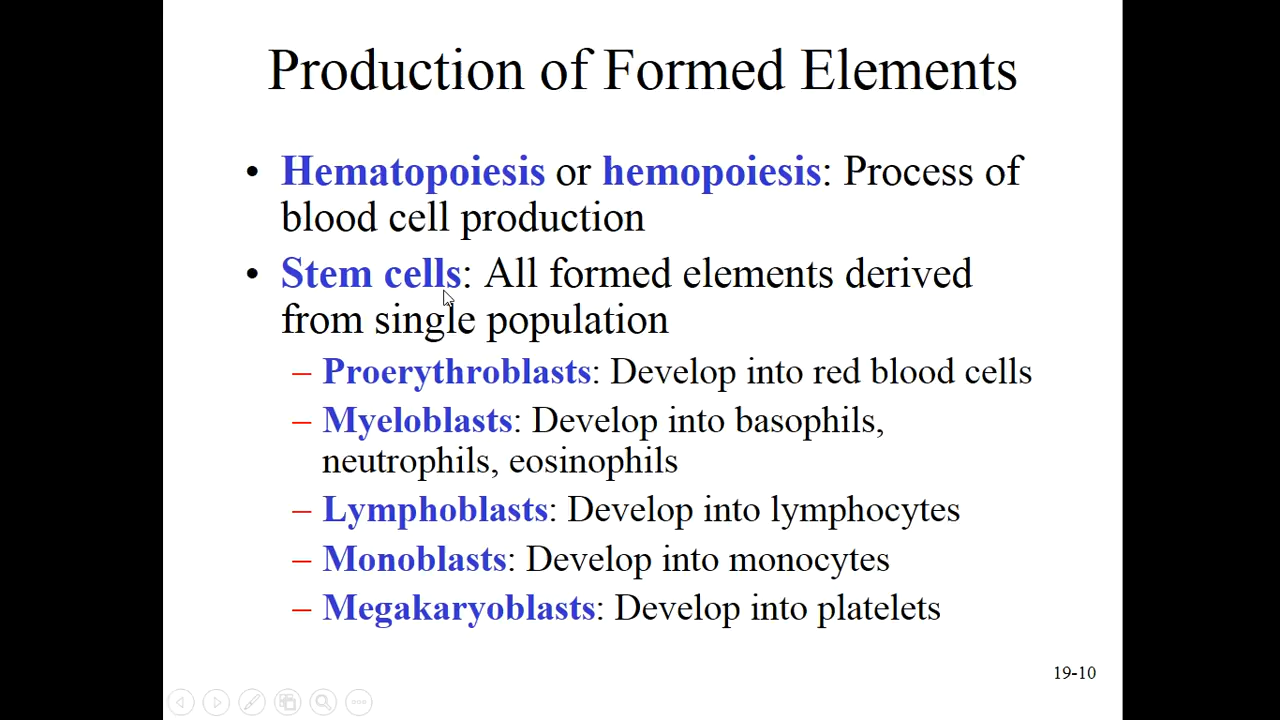 Production of Formed Elements
• Hematopoiesis or hemopoiesis: Process of
blood cell production
• Stem cells: All formed elements derived
from single population
– Proerythroblasts: Develop into red blood cells
– Myeloblasts: Develop into basophils,
neutrophils, eosinophils
– Lymphoblasts: Develop into lymphocytes
– Monoblasts: Develop into monocytes
– Megakaryoblasts: Develop into platelets
19-10